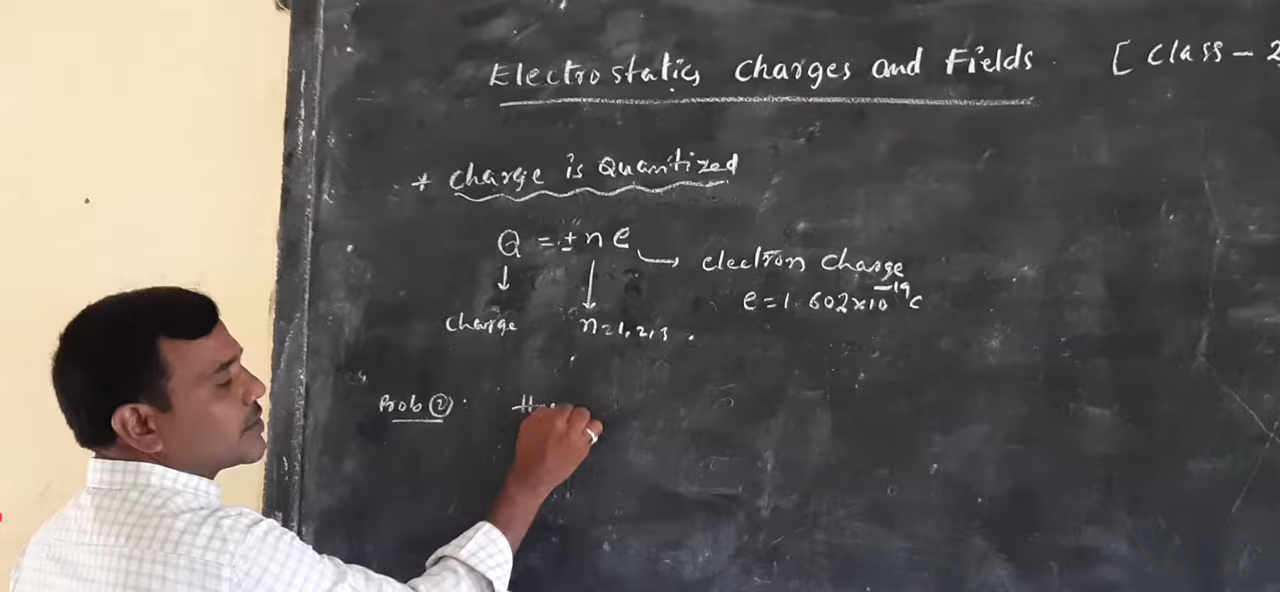 Electrostatics Charges and Fields. [Class - 2
* Charge is Quantized
Q = ± n e
electron charge
e = 1.602 × 10⁻¹⁹ C
Charge n = 1, 2, 3 .
Prob ② .